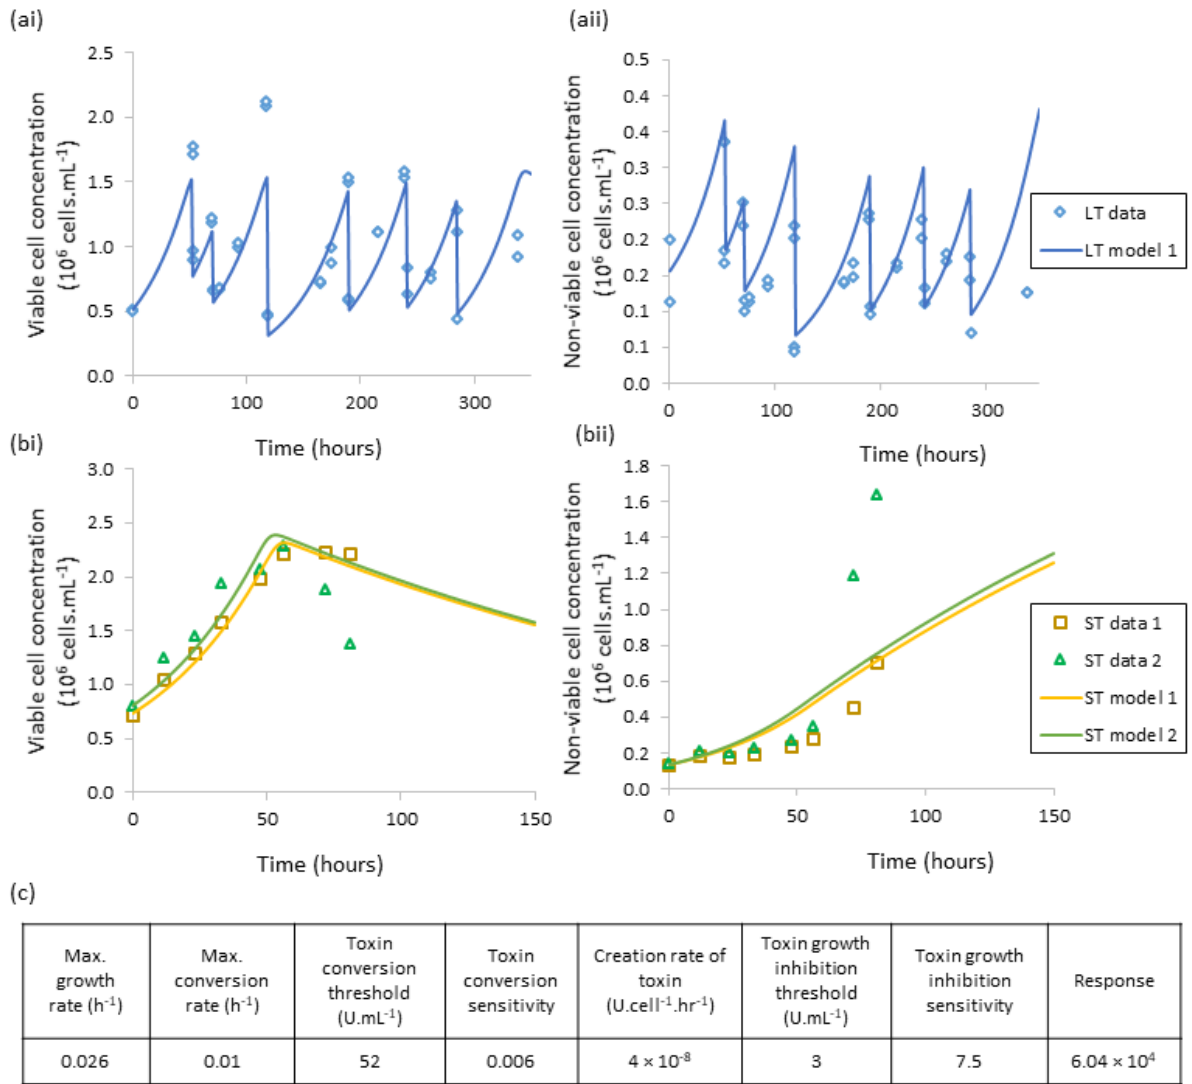 (ai)
Viable cell concentration
(10⁶ cells.mL⁻¹)
2.5
2.0
1.5
1.0
0.5
0.0
0
100
200
300
Time (hours)
(aii)
Non-viable cell concentration
(10⁶ cells.mL⁻¹)
0.5
0.4
0.4
0.3
0.3
0.2
0.2
0.1
0.1
0.0
0
100
200
300
Time (hours)
LT data
LT model 1
(bi)
Viable cell concentration
(10⁶ cells.mL⁻¹)
3.0
2.5
2.0
1.5
1.0
0.5
0.0
0
50
100
150
Time (hours)
(bii)
Non-viable cell concentration
(10⁶ cells.mL⁻¹)
1.8
1.6
1.4
1.2
1.0
0.8
0.6
0.4
0.2
0.0
0
50
100
150
Time (hours)
ST data 1
ST data 2
ST model 1
ST model 2
(c)
Max.
growth
rate (h⁻¹)
Max.
conversion
rate (h⁻¹)
Toxin
conversion
threshold
(U.mL⁻¹)
Toxin
conversion
sensitivity
Creation rate of
toxin
(U.cell⁻¹.hr⁻¹)
Toxin growth
inhibition
threshold
(U.mL⁻¹)
Toxin growth
inhibition
sensitivity
Response
0.026
0.01
52
0.006
4 × 10⁻⁸
3
7.5
6.04 × 10⁴